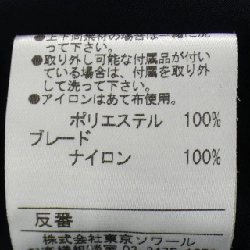 って下さい。
●取り外し可能な付属品が付い
ている場合は、付属を取り外
して洗って下さい。
●アイロンはあて布使用。
ポリエステル 100%
ブレード
ナイロン 100%
反番
株式会社東京ソワール